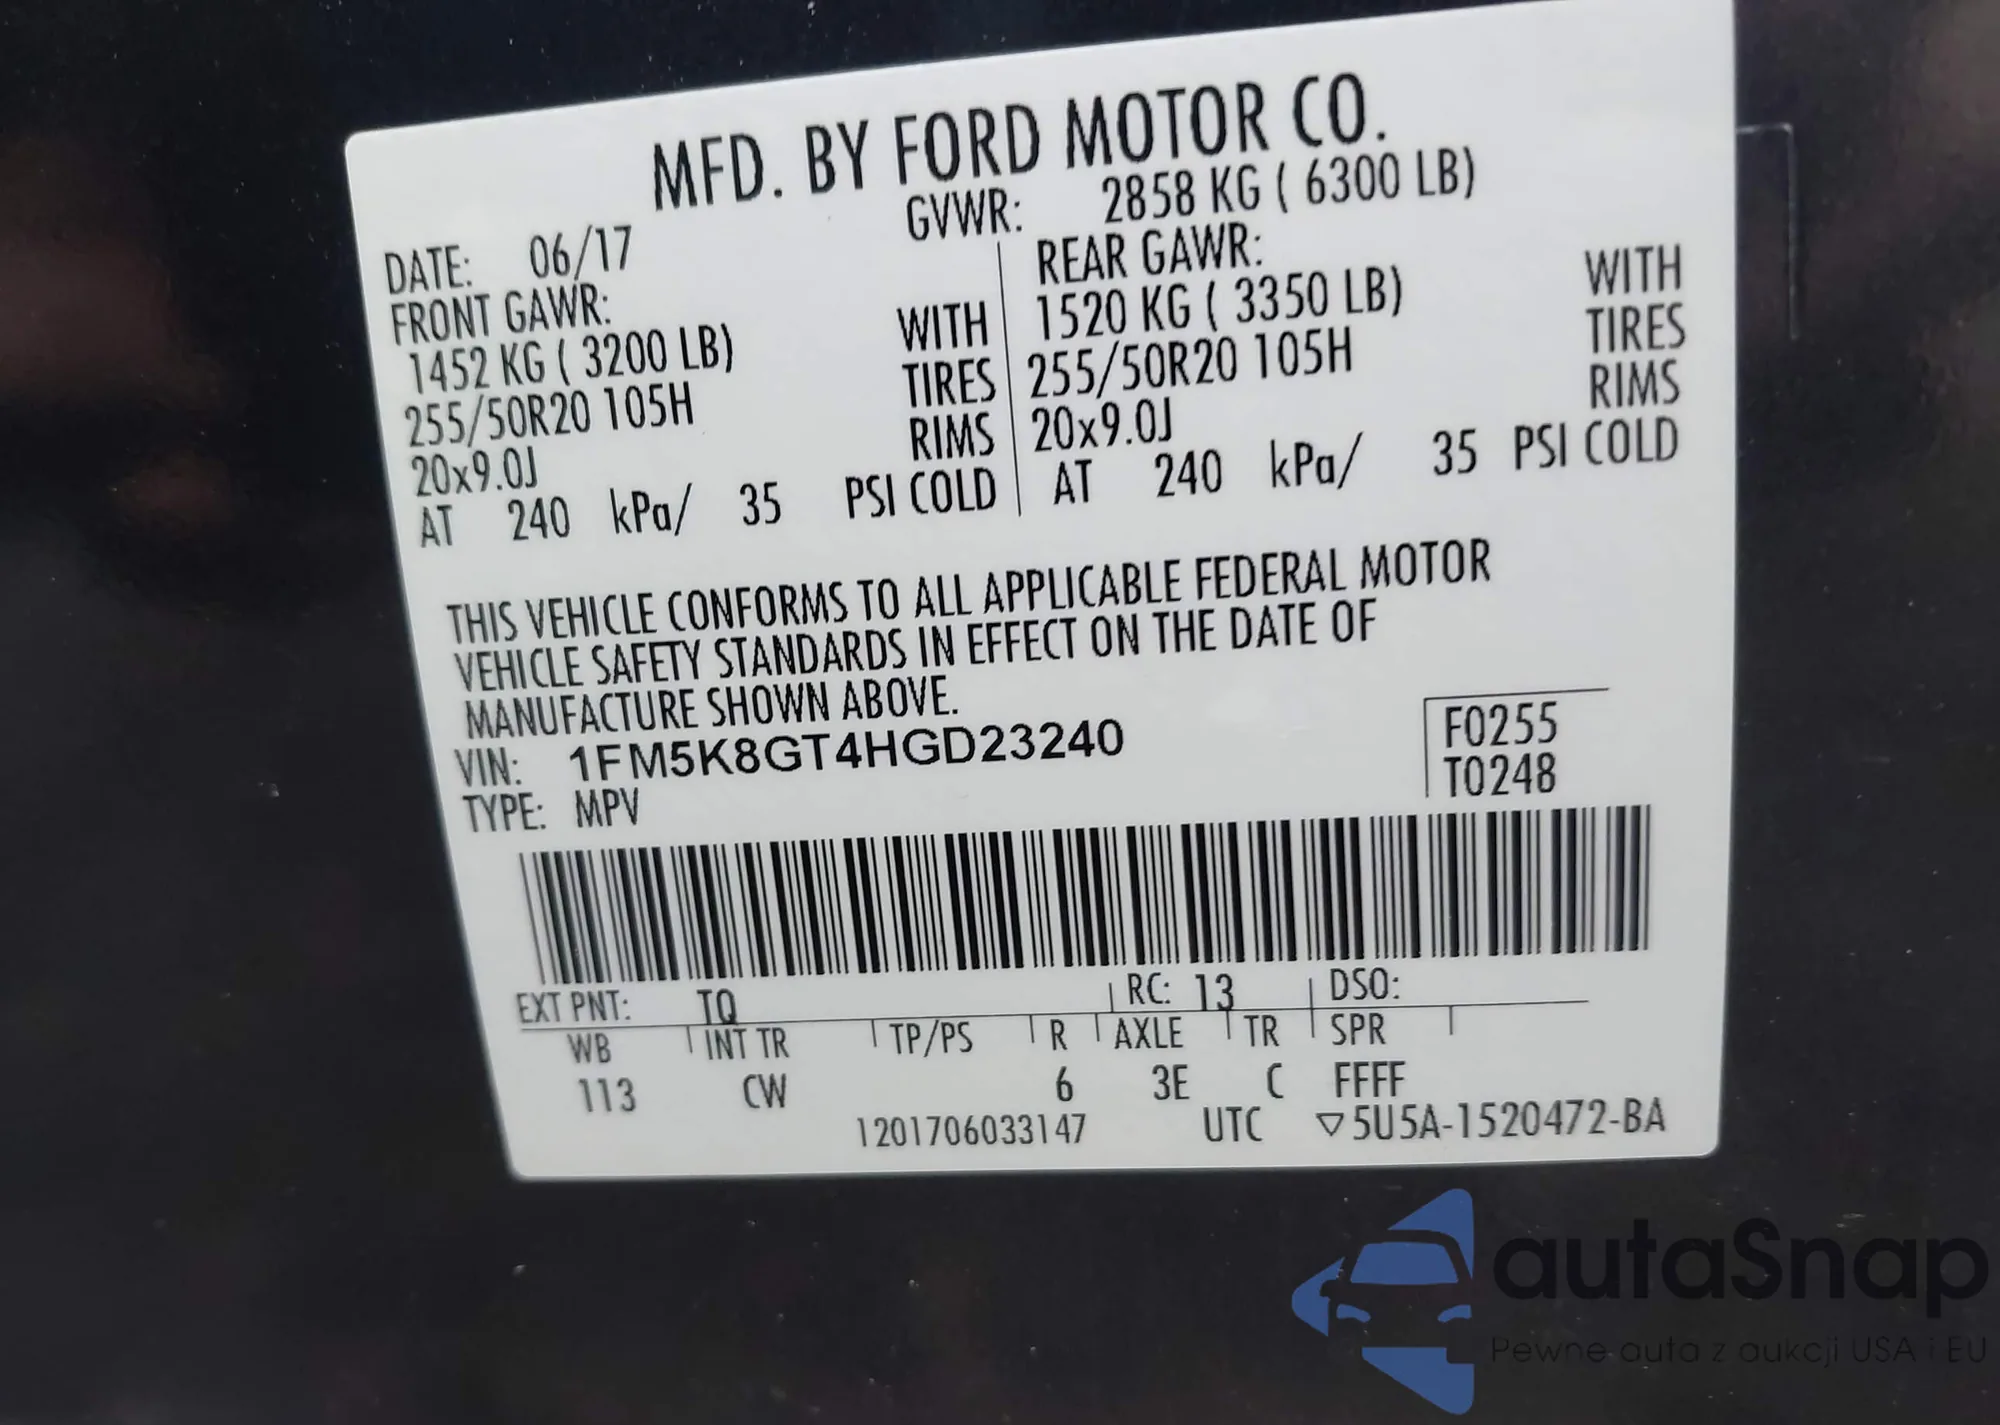 MFD. BY FORD MOTOR CO.
DATE: 06/17 GVWR: 2858 KG ( 6300 LB)
FRONT GAWR: REAR GAWR:
1452 KG ( 3200 LB) WITH 1520 KG ( 3350 LB) WITH
255/50R20 105H TIRES 255/50R20 105H TIRES
20x9.0J RIMS 20x9.0J RIMS
AT 240 kPa/ 35 PSI COLD AT 240 kPa/ 35 PSI COLD
THIS VEHICLE CONFORMS TO ALL APPLICABLE FEDERAL MOTOR
VEHICLE SAFETY STANDARDS IN EFFECT ON THE DATE OF
MANUFACTURE SHOWN ABOVE.
VIN: 1FM5K8GT4HGD23240 F0255
TYPE: MPV T0248
EXT PNT: TQ RC: 13 DSO:
WB INT TR TP/PS R AXLE TR SPR
113 CW 6 3E C FFFF
1201706033147 UTC ▽5U5A-1520472-BA
autaSnap
Pewne auta z aukcji USA i EU